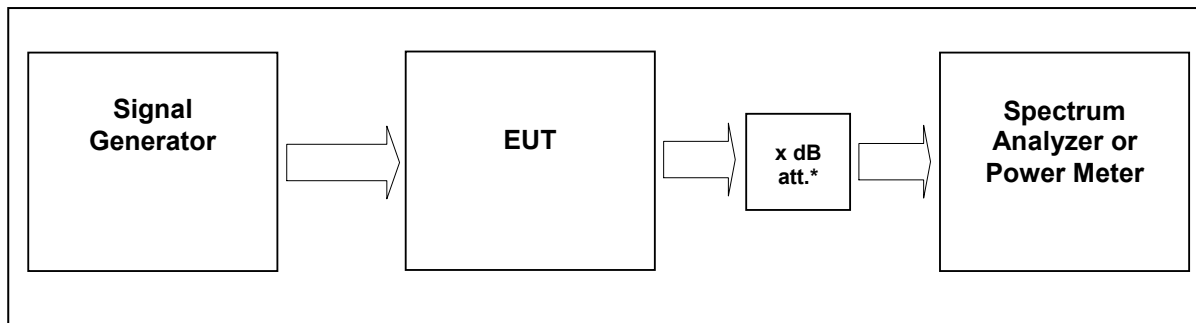 Signal
Generator
EUT
x dB
att.*
Spectrum
Analyzer or
Power Meter